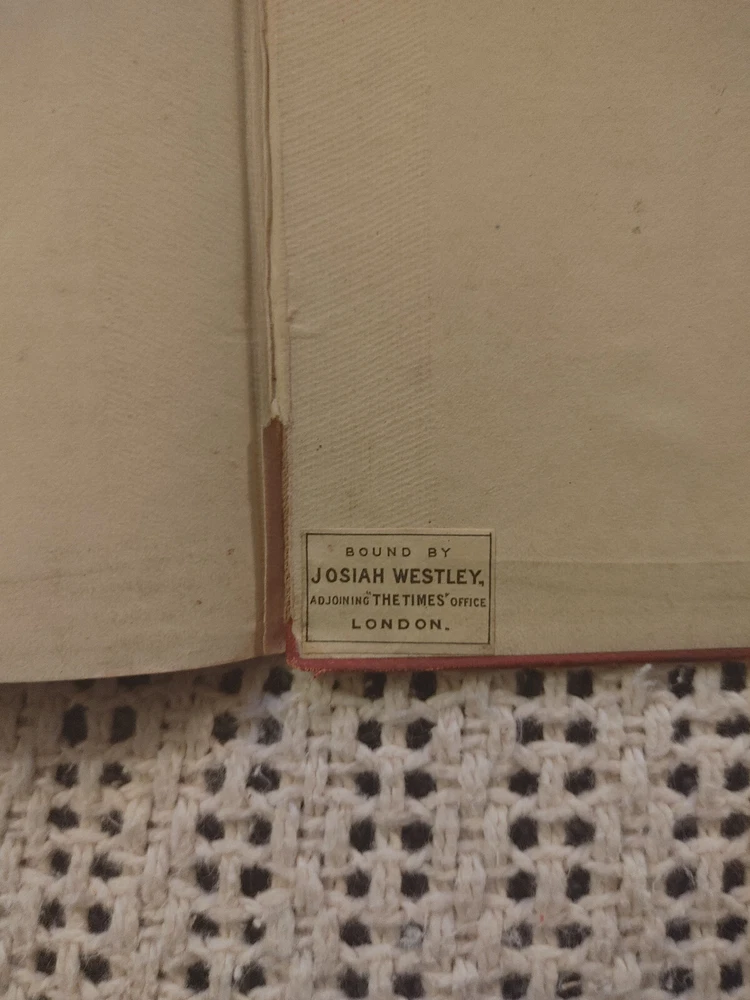 BOUND BY
JOSIAH WESTLEY,
ADJOINING "THE TIMES" OFFICE
LONDON.